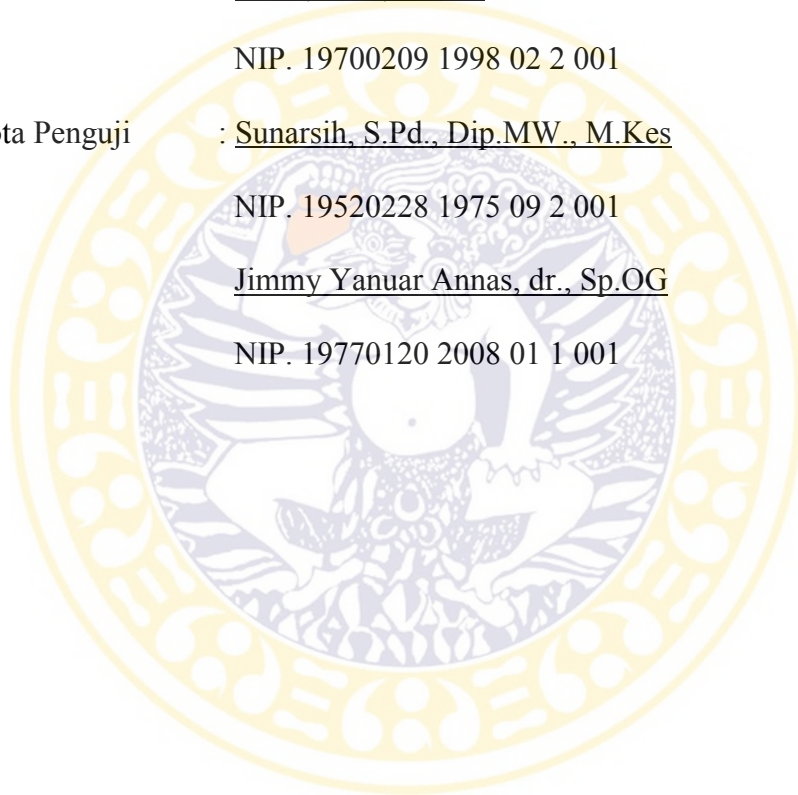 NIP. 19700209 1998 02 2 001
ota Penguji : Sunarsih, S.Pd., Dip.MW., M.Kes
NIP. 19520228 1975 09 2 001
Jimmy Yanuar Annas, dr., Sp.OG
NIP. 19770120 2008 01 1 001